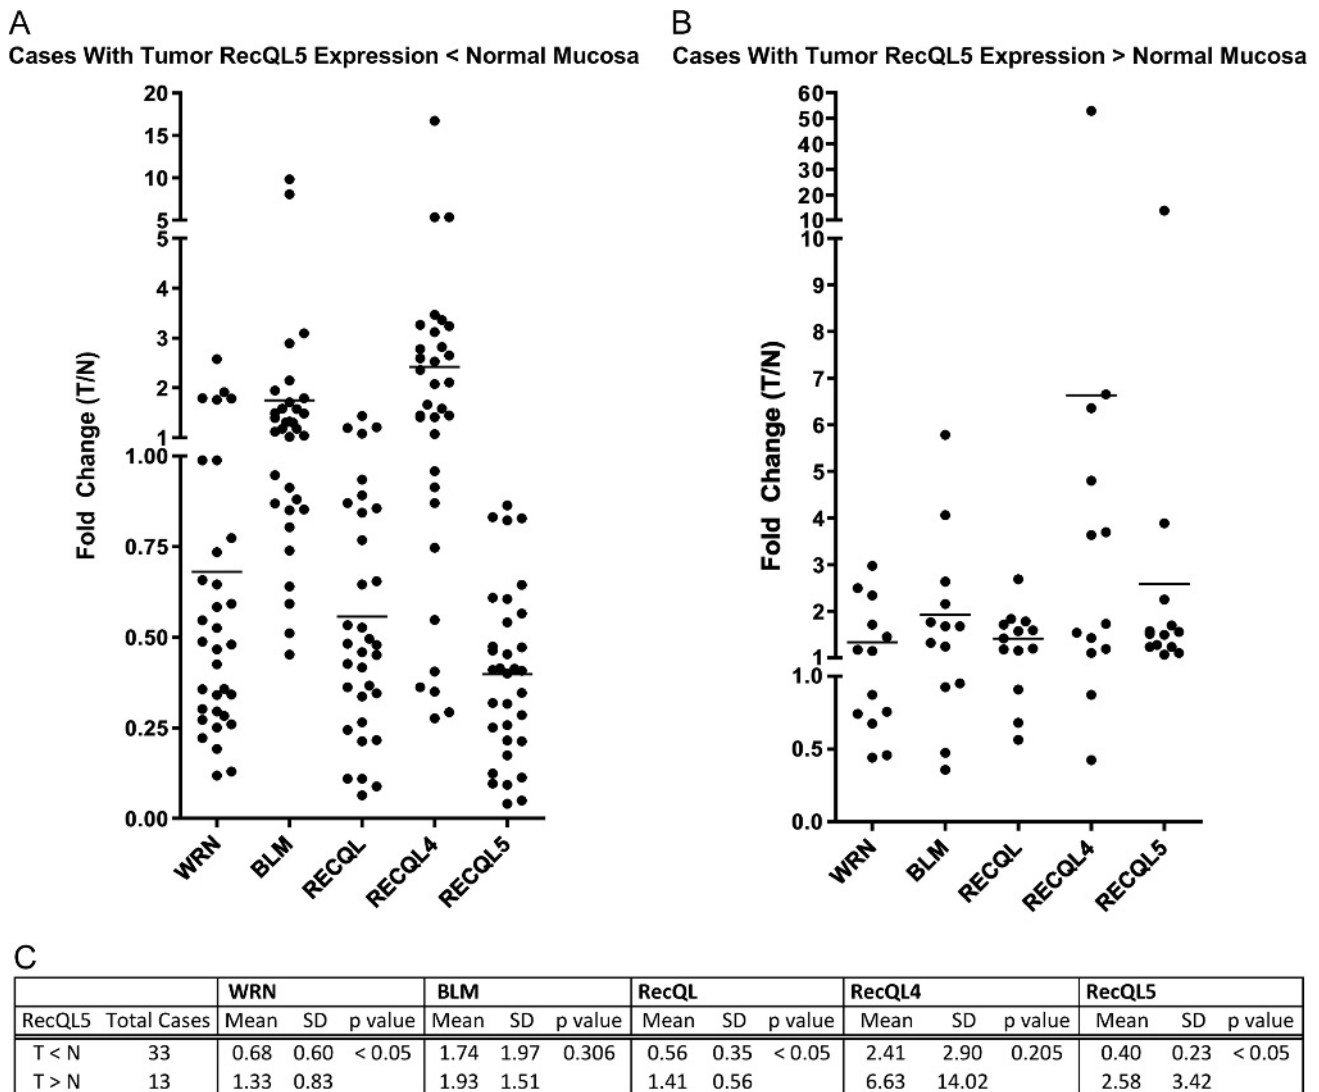 A
Cases With Tumor RecQL5 Expression < Normal Mucosa
20
15
10
5
5
4
3
2
1
1.00
0.75
0.50
0.25
0.00
Fold Change (T/N)
WRN
BLM
RECQL
RECQL4
RECQL5
B
Cases With Tumor RecQL5 Expression > Normal Mucosa
60
50
40
30
20
10
10
9
8
7
6
5
4
3
2
1
1.0
0.5
0.0
Fold Change (T/N)
WRN
BLM
RECQL
RECQL4
RECQL5
C
WRN BLM RecQL RecQL4 RecQL5
RecQL5 Total Cases Mean SD p value Mean SD p value Mean SD p value Mean SD p value Mean SD p value
T < N 33 0.68 0.60 < 0.05 1.74 1.97 0.306 0.56 0.35 < 0.05 2.41 2.90 0.205 0.40 0.23 < 0.05
T > N 13 1.33 0.83 1.93 1.51 1.41 0.56 6.63 14.02 2.58 3.42